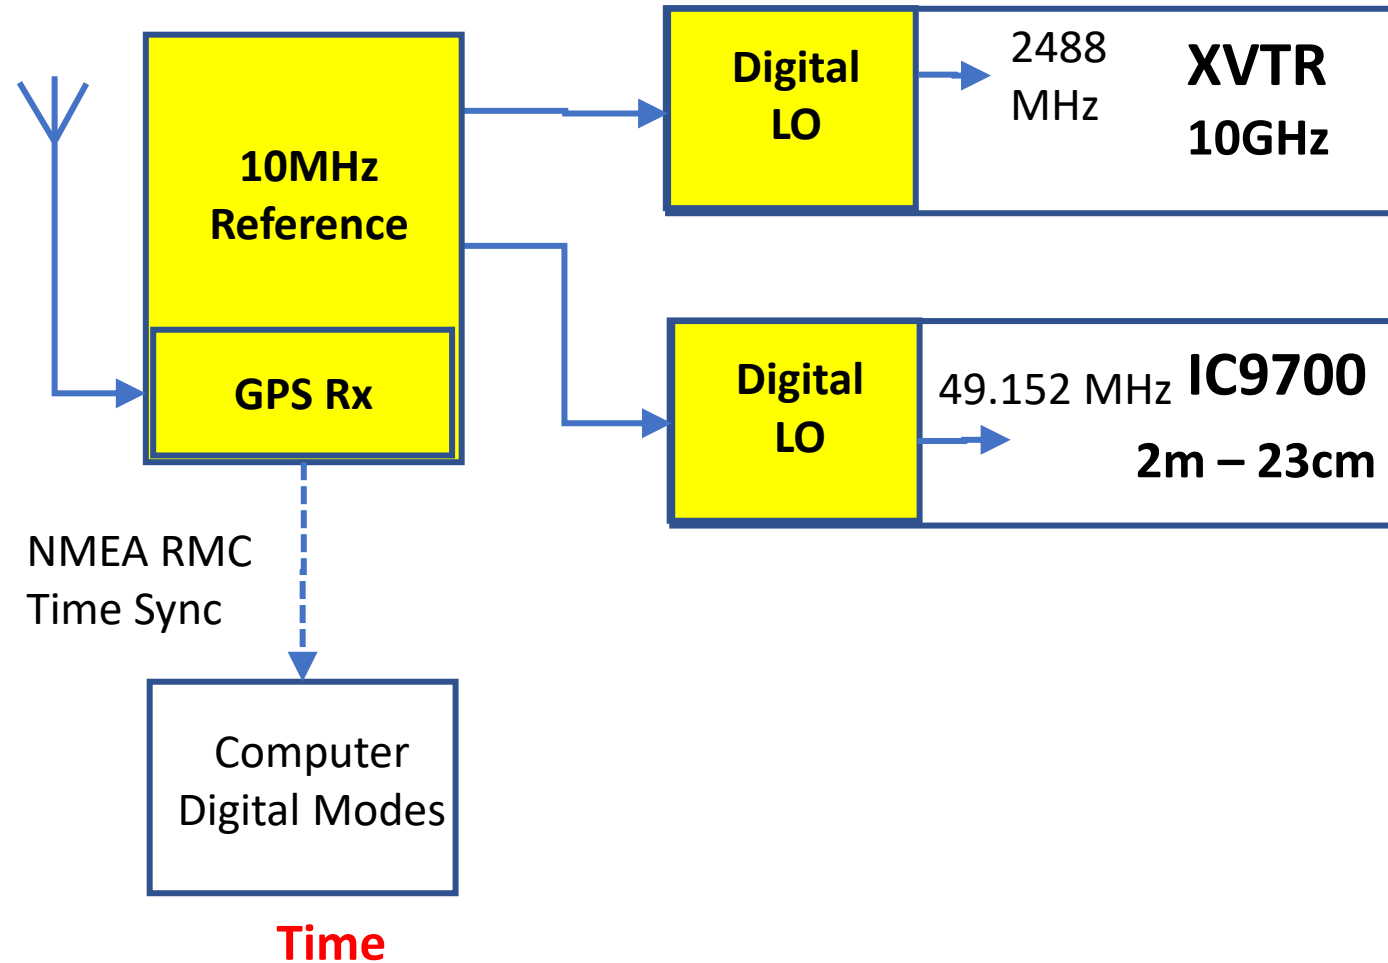 10MHz
Reference
GPS Rx
Digital
LO
2488
MHz
XVTR
10GHz
Digital
LO
49.152 MHz
IC9700
2m – 23cm
NMEA RMC
Time Sync
Computer
Digital Modes
Time